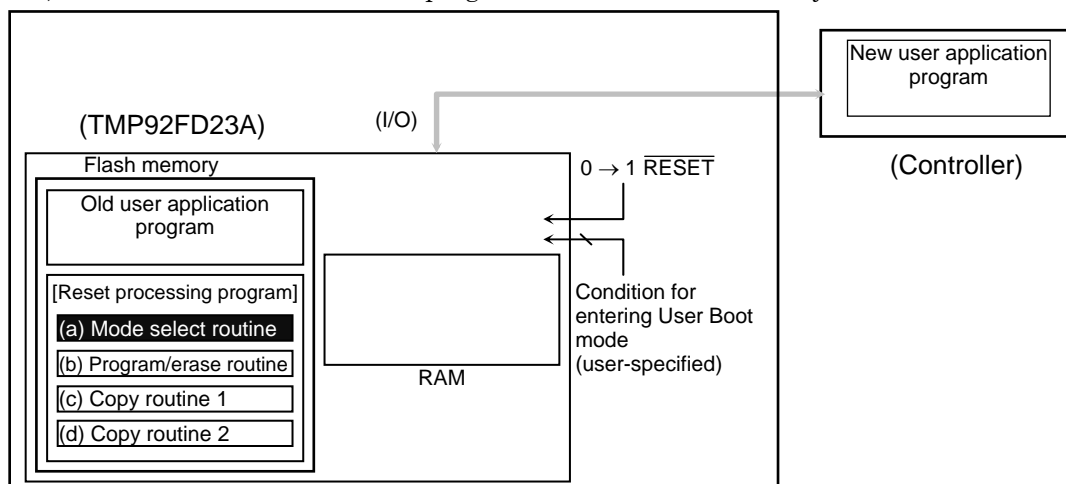 New user application
program
(TMP92FD23A)
(I/O)
(Controller)
Flash memory
0 → 1 RESET
Old user application
program
[Reset processing program]
(a) Mode select routine
(b) Program/erase routine
(c) Copy routine 1
(d) Copy routine 2
RAM
Condition for
entering User Boot
mode
(user-specified)